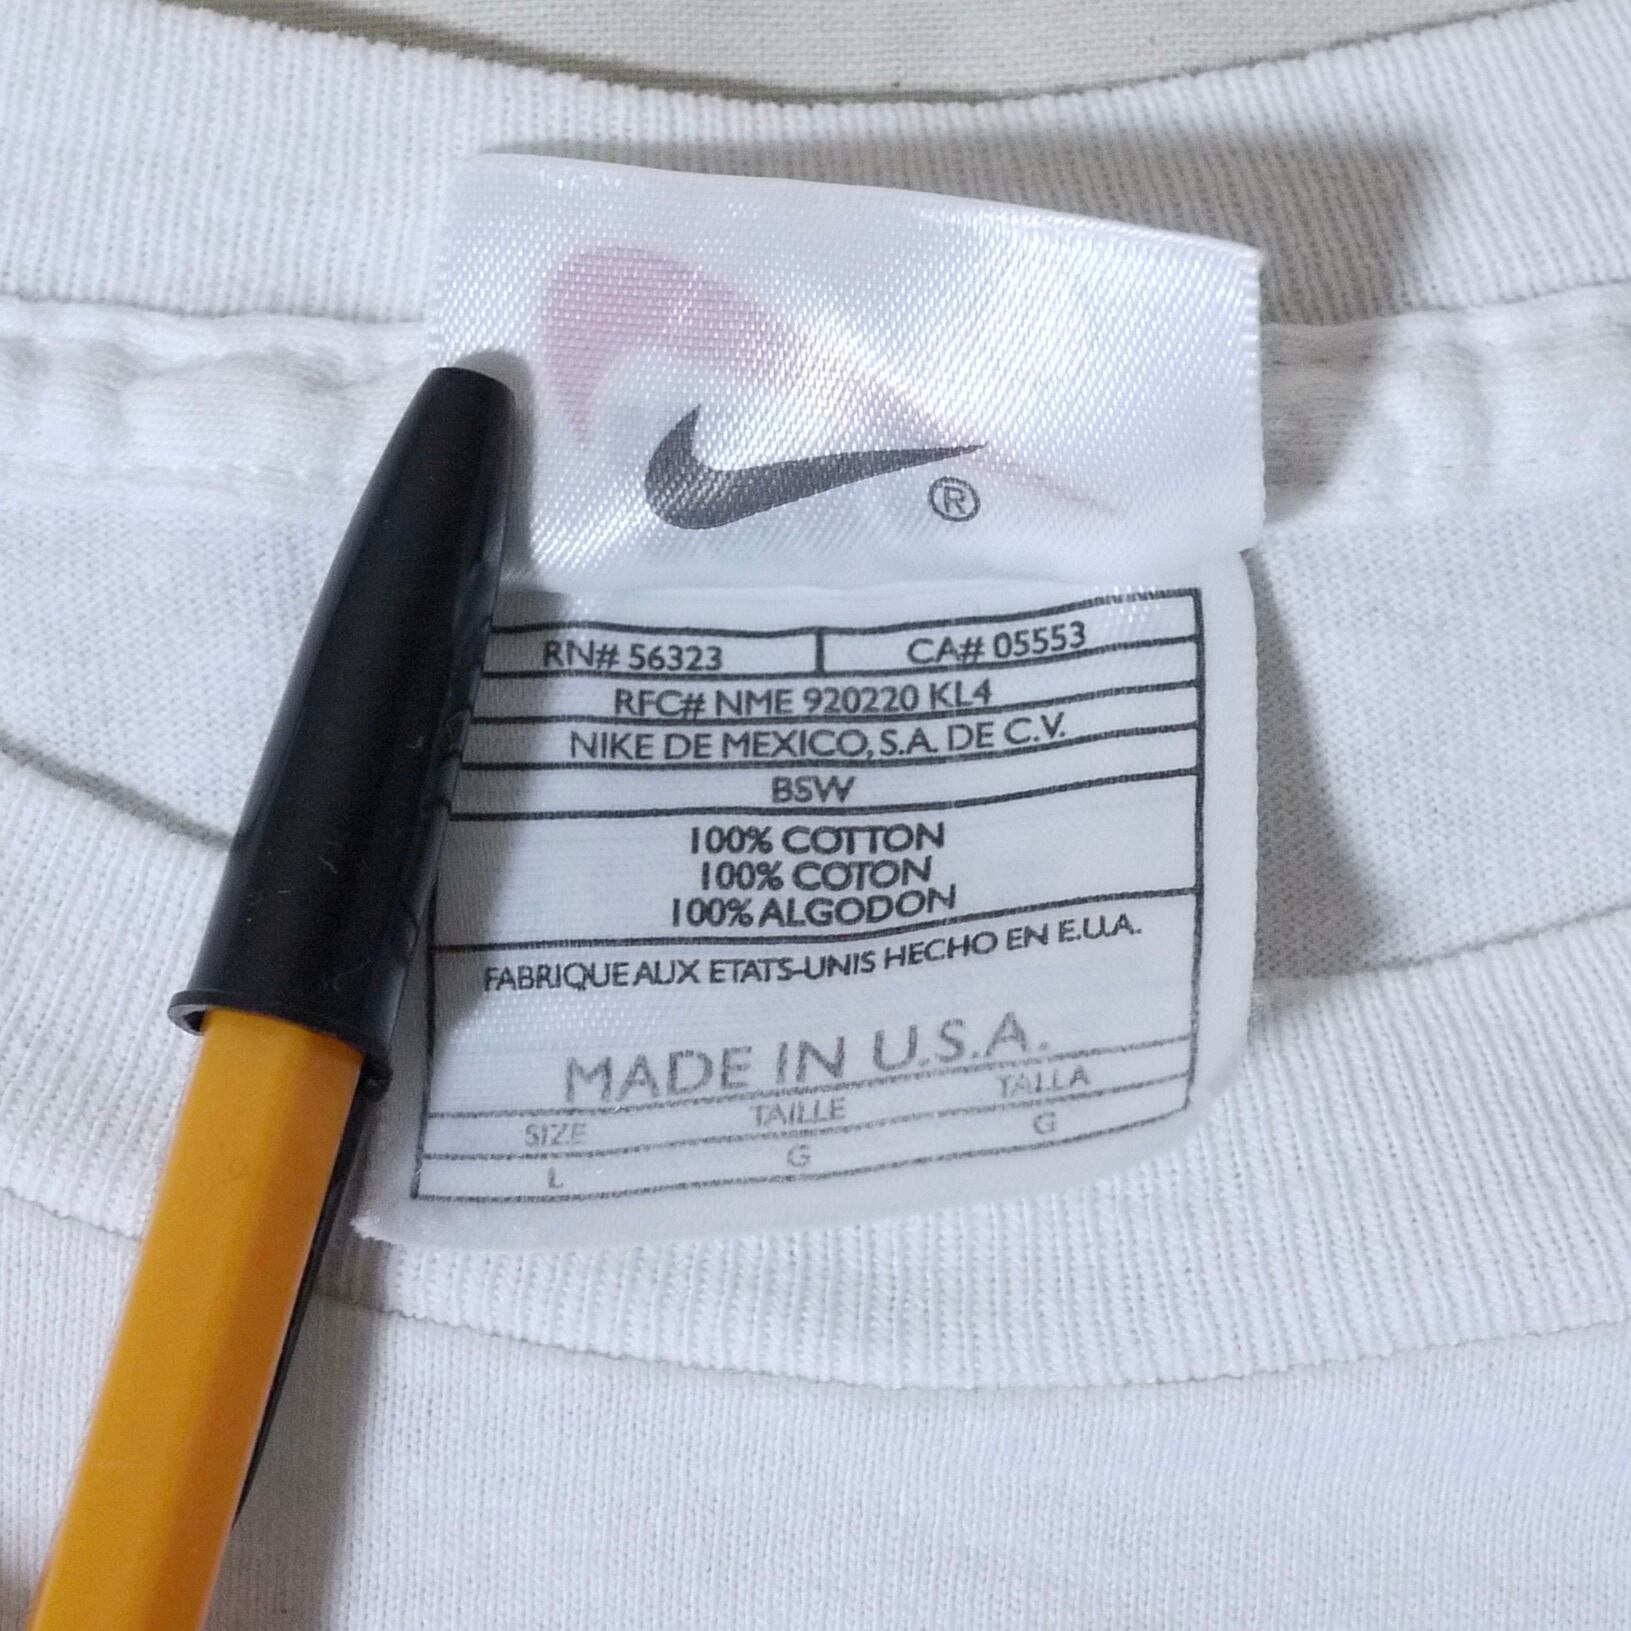 ®
RN# 56323 CA# 05553
RFC# NME 920220 KL4
NIKE DE MEXICO, S.A. DE C.V.
BSW
100% COTTON
100% COTON
100% ALGODON
FABRIQUE AUX ETATS-UNIS HECHO EN E.U.A.
MADE IN U.S.A.
SIZE TAILLE TALLA
L G G